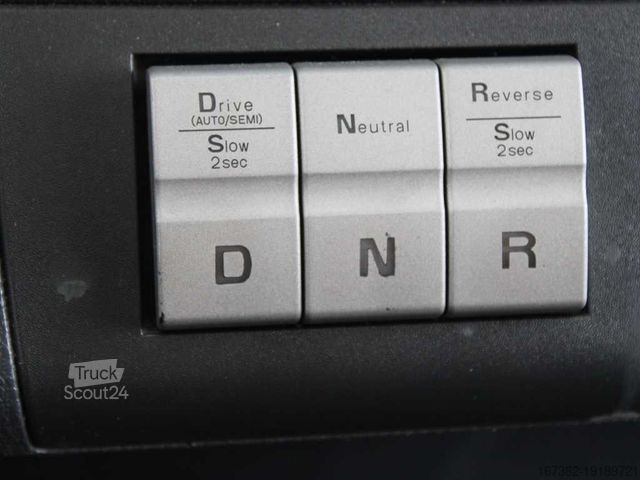 Drive
(AUTO/SEMI)
Slow
2sec
D
Neutral
N
Reverse
Slow
2sec
R
Truck
Scout24
167382-19189721